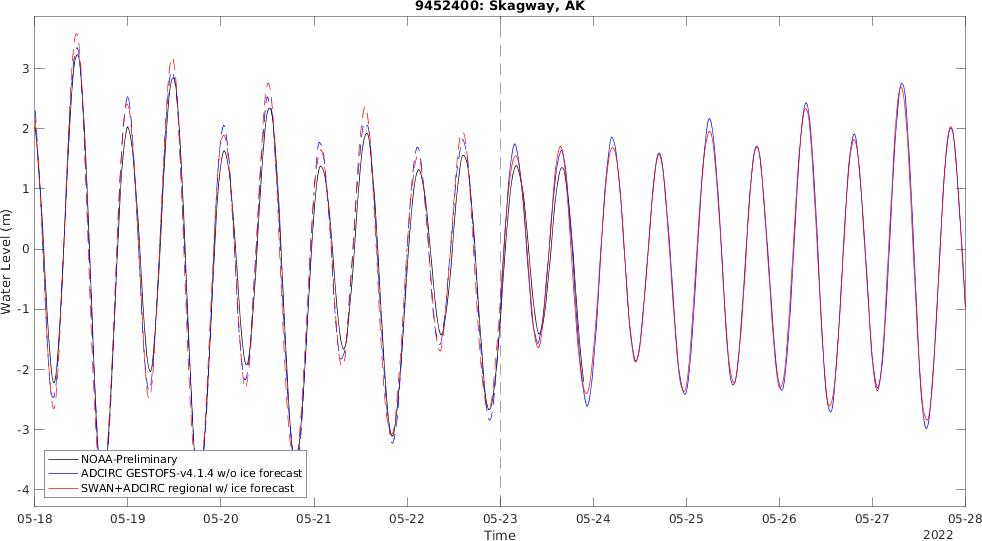 9452400: Skagway, AK
Water Level (m)
3
2
1
0
-1
-2
-3
-4
NOAA-Preliminary
ADCIRC GESTOFS-v4.1.4 w/o ice forecast
SWAN+ADCIRC regional w/ ice forecast
05-18 05-19 05-20 05-21 05-22 05-23 05-24 05-25 05-26 05-27 05-28
Time
2022